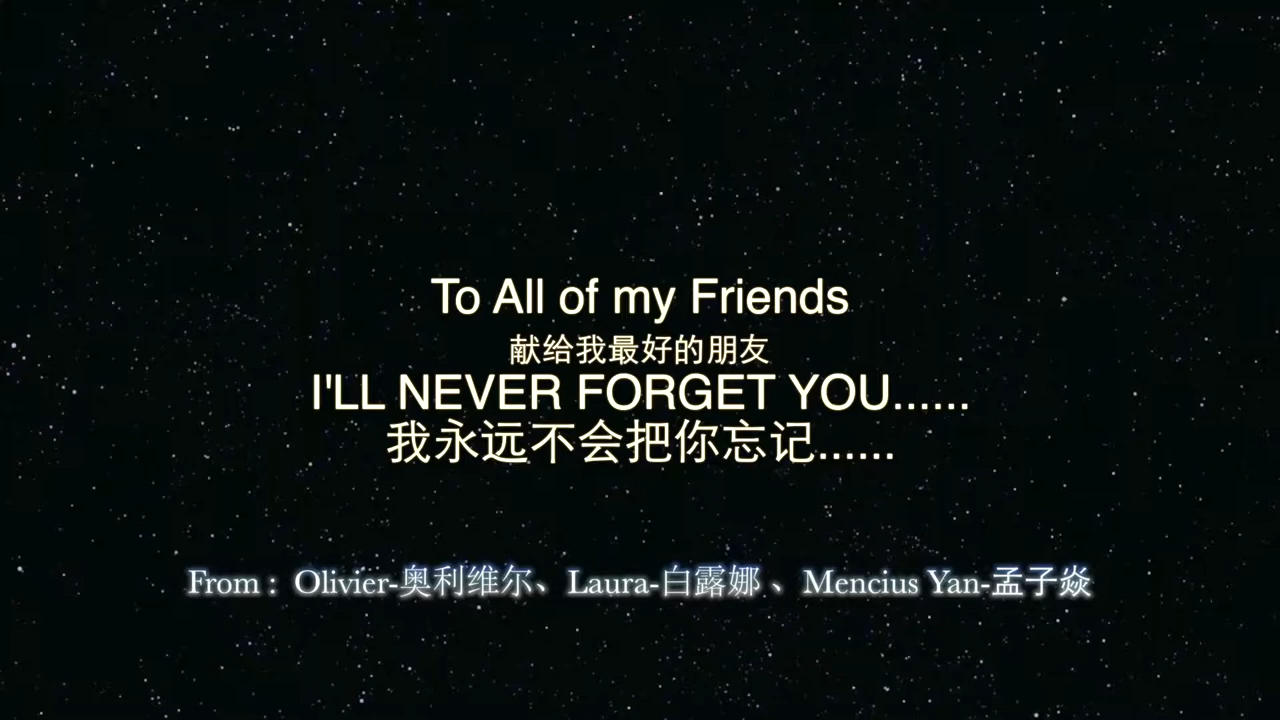 To All of my Friends
献给我最好的朋友
I'LL NEVER FORGET YOU......
我永远不会把你忘记......
From : Olivier-奥利维尔、Laura-白露娜 、Mencius Yan-孟子焱